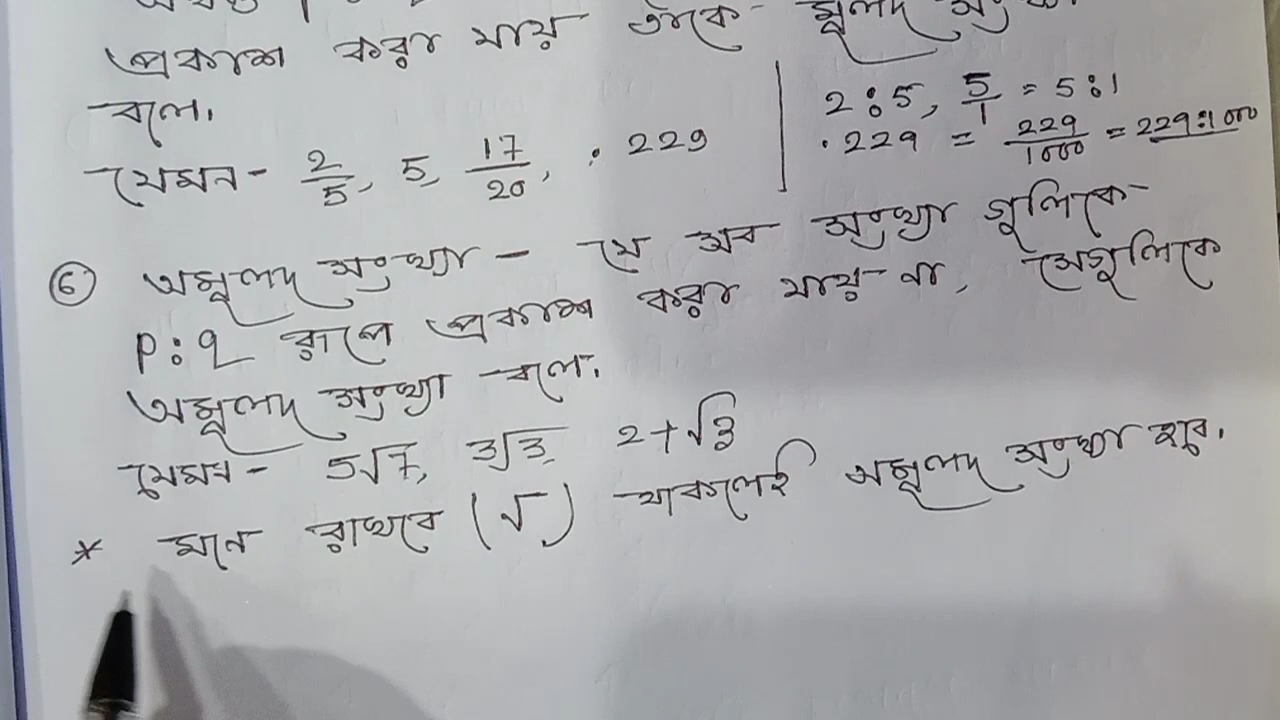 প্রকাশ করা যায় তাকে মূলদ
বলে।
যেমন- 2/5, 5, 17/20, .229
2:5, 5/1 = 5:1
.229 = 229/1000 = 229:1000
⑥ অমূলদ সংখ্যা - যে সব সংখ্যা গুলিকে
p:q রূপে প্রকাশ করা যায় না, সেগুলিকে
অমূলদ সংখ্যা বলে।
যেমন- 5√7, 3√3, 2+√3
* মনে রাখবে (√) থাকলেই অমূলদ সংখ্যা হবে।